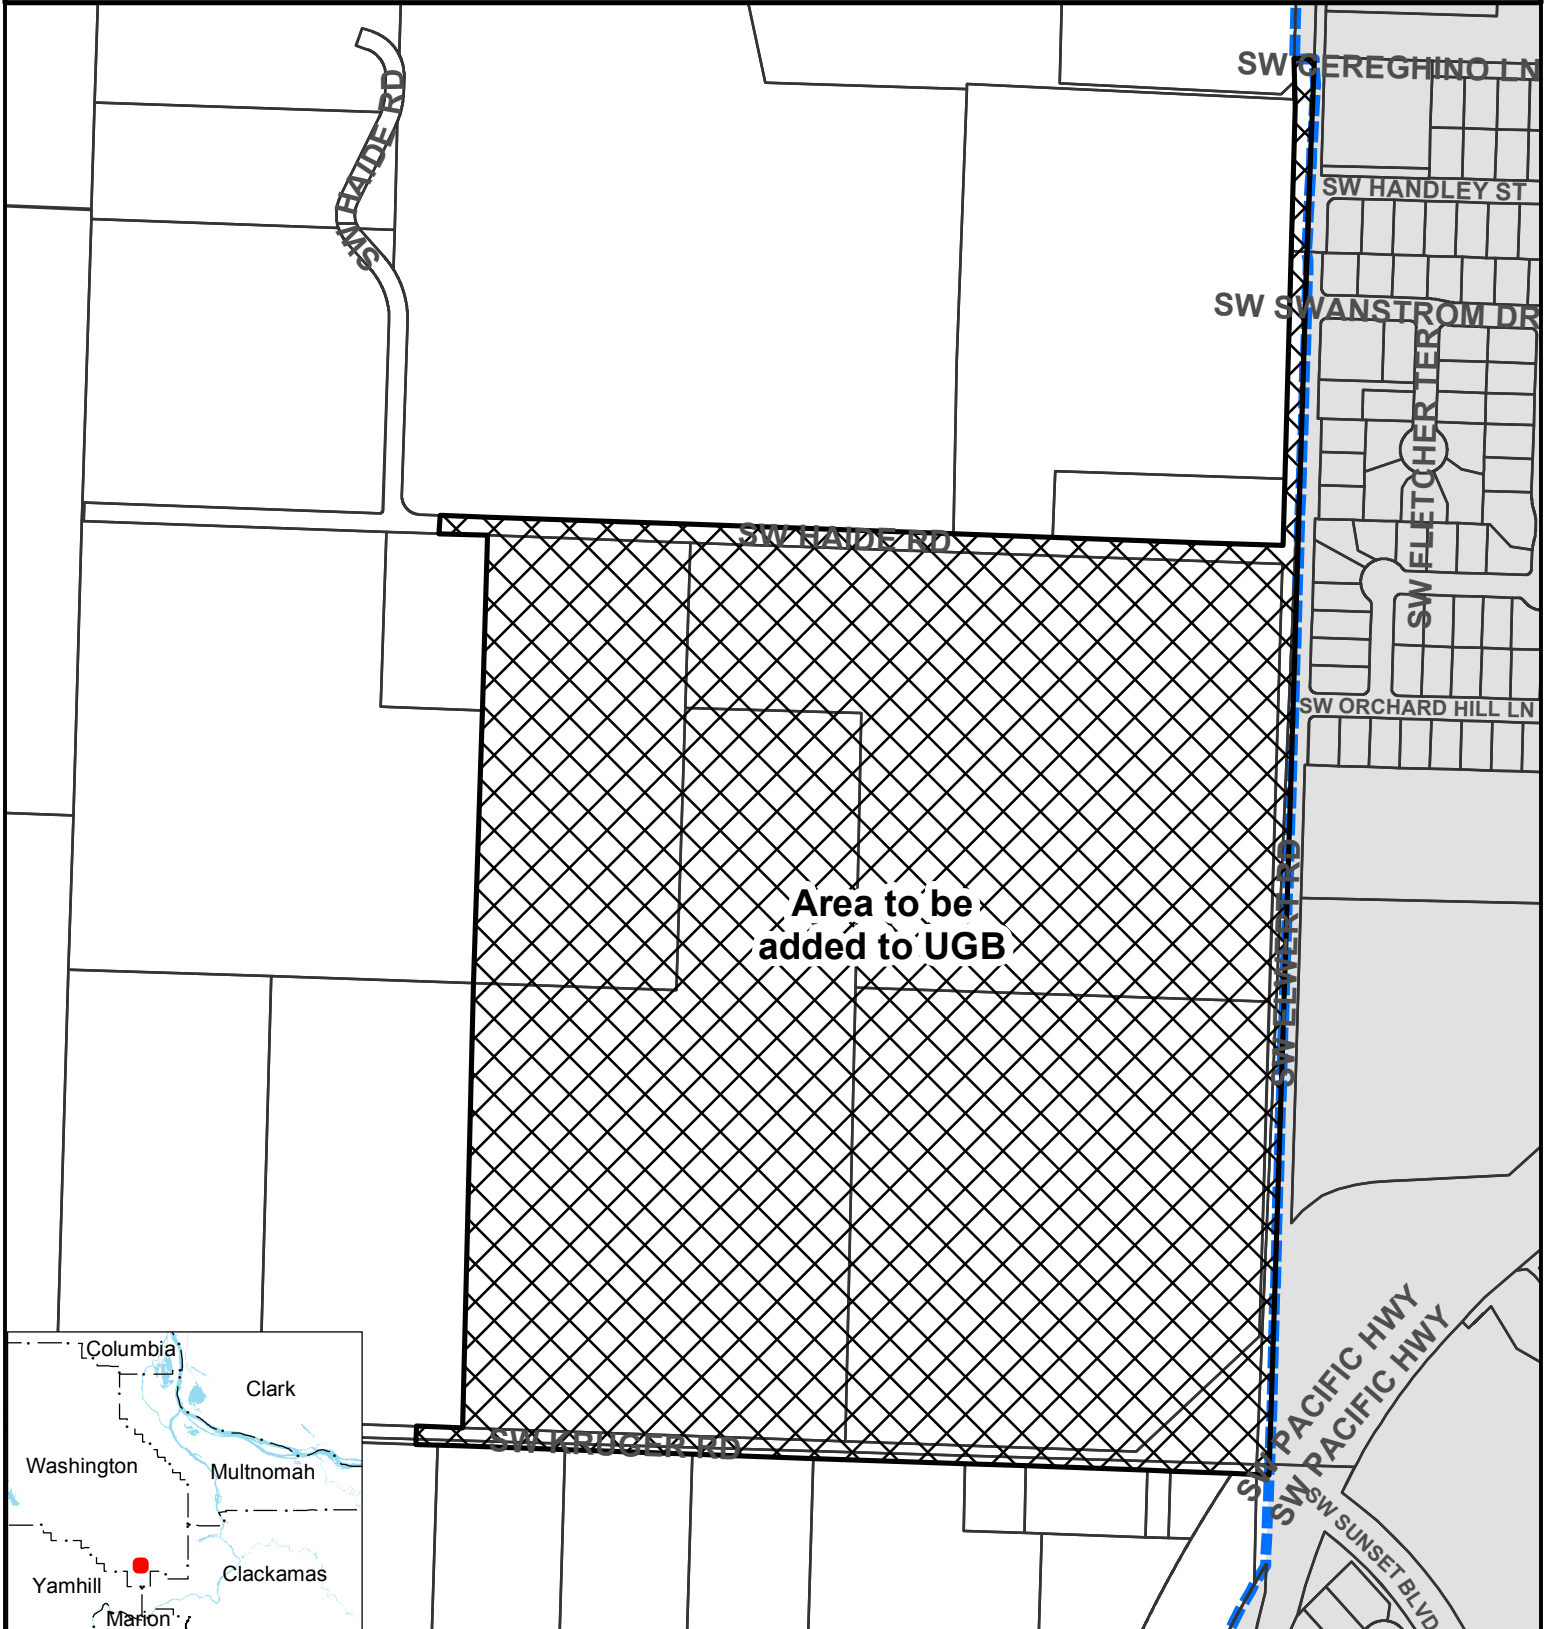 SW GEREGHINO LN
SW HAIDE RD
SW HANDLEY ST
SW SWANSTROM DR
SW FLETCHER TER
SW HAIDE RD
SW ORCHARD HILL LN
Area to be
added to UGB
SW ELWERT RD
SW PACIFIC HWY
SW PACIFIC HWY
SW KRUGER RD
SW SUNSET BLVD
Columbia
Clark
Washington
Multnomah
Yamhill
Clackamas
Marion